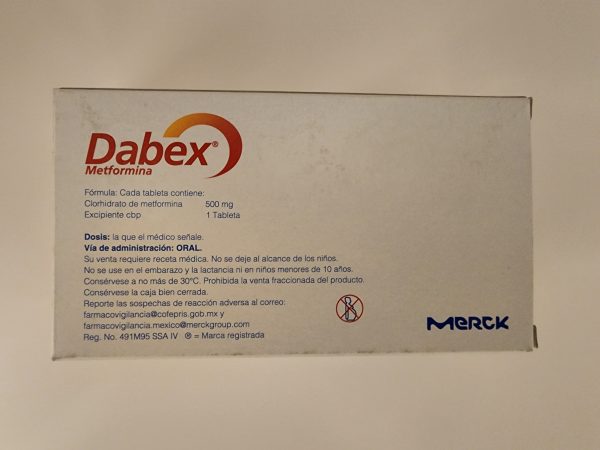 Dabex®
Metformina
Fórmula: Cada tableta contiene:
Clorhidrato de metformina 500 mg
Excipiente cbp 1 Tableta
Dosis: la que el médico señale.
Vía de administración: ORAL.
Su venta requiere receta médica. No se deje al alcance de los niños.
No se use en el embarazo y la lactancia ni en niños menores de 10 años.
Consérvese a no más de 30°C. Prohibida la venta fraccionada del producto.
Consérvese la caja bien cerrada.
Reporte las sospechas de reacción adversa al correo:
farmacovigilancia@cofepris.gob.mx y
farmacovigilancia.mexico@merckgroup.com
Reg. No. 491M95 SSA IV ® = Marca registrada
MERCK